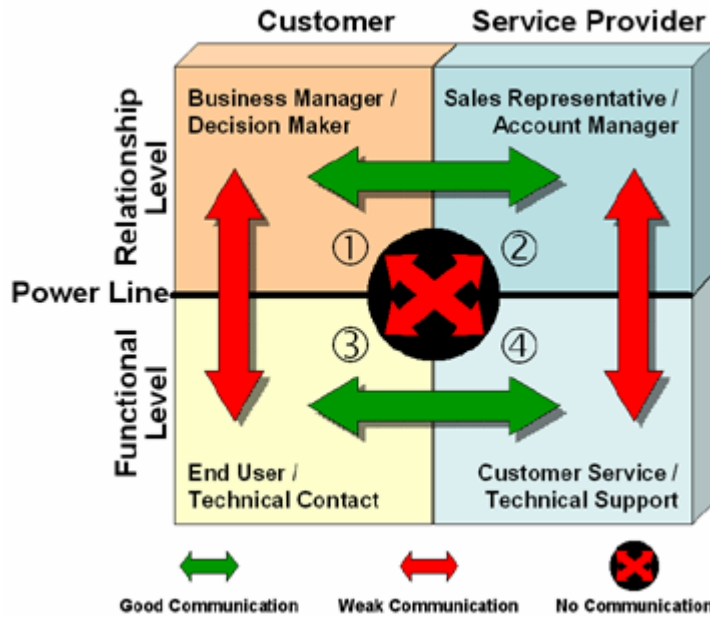 Customer
Service Provider
Relationship
Level
Business Manager /
Decision Maker
Sales Representative /
Account Manager
①
②
Power Line
③
④
Functional
Level
End User /
Technical Contact
Customer Service /
Technical Support
Good Communication
Weak Communication
No Communication